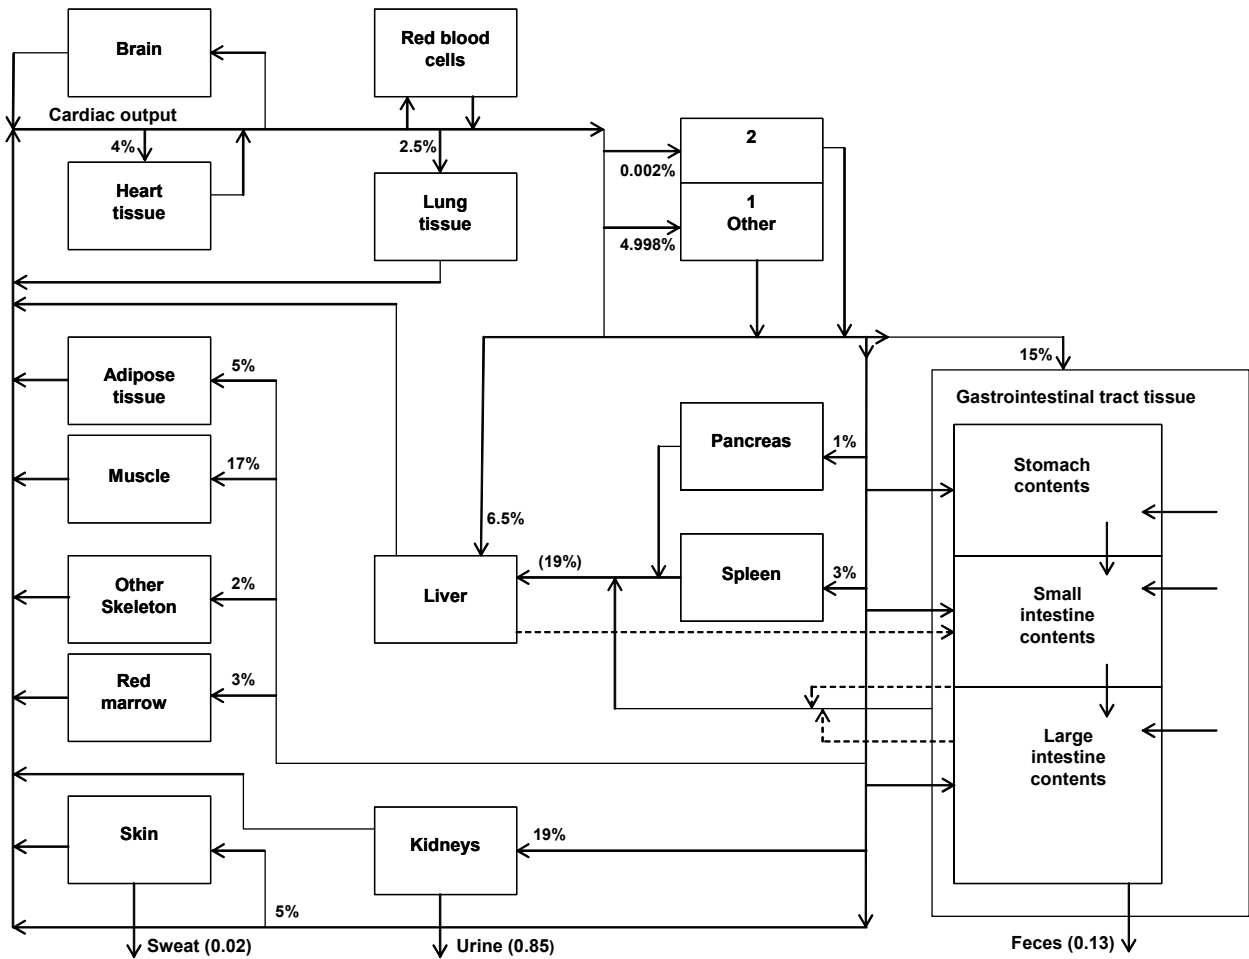 Brain
Red blood
cells
Cardiac output
4%
2.5%
Heart
tissue
Lung
tissue
2
0.002%
1
Other
4.998%
15%
Gastrointestinal tract tissue
Adipose
tissue
5%
Pancreas
1%
Stomach
contents
Muscle
17%
6.5%
(19%)
Liver
Spleen
3%
Other
Skeleton
2%
Small
intestine
contents
Red
marrow
3%
Large
intestine
contents
Skin
Kidneys
19%
5%
Sweat (0.02)
Urine (0.85)
Feces (0.13)